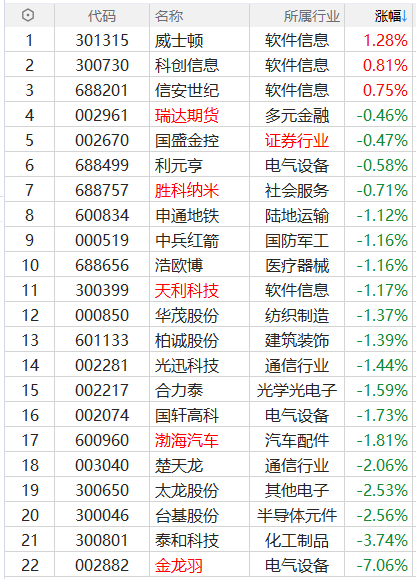 代码 名称 所属行业 涨幅↓
1 301315 威士顿 软件信息 1.28%
2 300730 科创信息 软件信息 0.81%
3 688201 信安世纪 软件信息 0.75%
4 002961 瑞达期货 多元金融 -0.46%
5 002670 国盛金控 证券行业 -0.47%
6 688499 利元亨 电气设备 -0.58%
7 688757 胜科纳米 社会服务 -0.71%
8 600834 申通地铁 陆地运输 -1.12%
9 000519 中兵红箭 国防军工 -1.16%
10 688656 浩欧博 医疗器械 -1.16%
11 300399 天利科技 软件信息 -1.17%
12 000850 华茂股份 纺织制造 -1.37%
13 601133 柏诚股份 建筑装饰 -1.39%
14 002281 光迅科技 通信行业 -1.44%
15 002217 合力泰 光学光电子 -1.59%
16 002074 国轩高科 电气设备 -1.73%
17 600960 渤海汽车 汽车配件 -1.81%
18 003040 楚天龙 通信行业 -2.06%
19 300650 太龙股份 其他电子 -2.53%
20 300046 台基股份 半导体元件 -2.56%
21 300801 泰和科技 化工制品 -3.74%
22 002882 金龙羽 电气设备 -7.06%